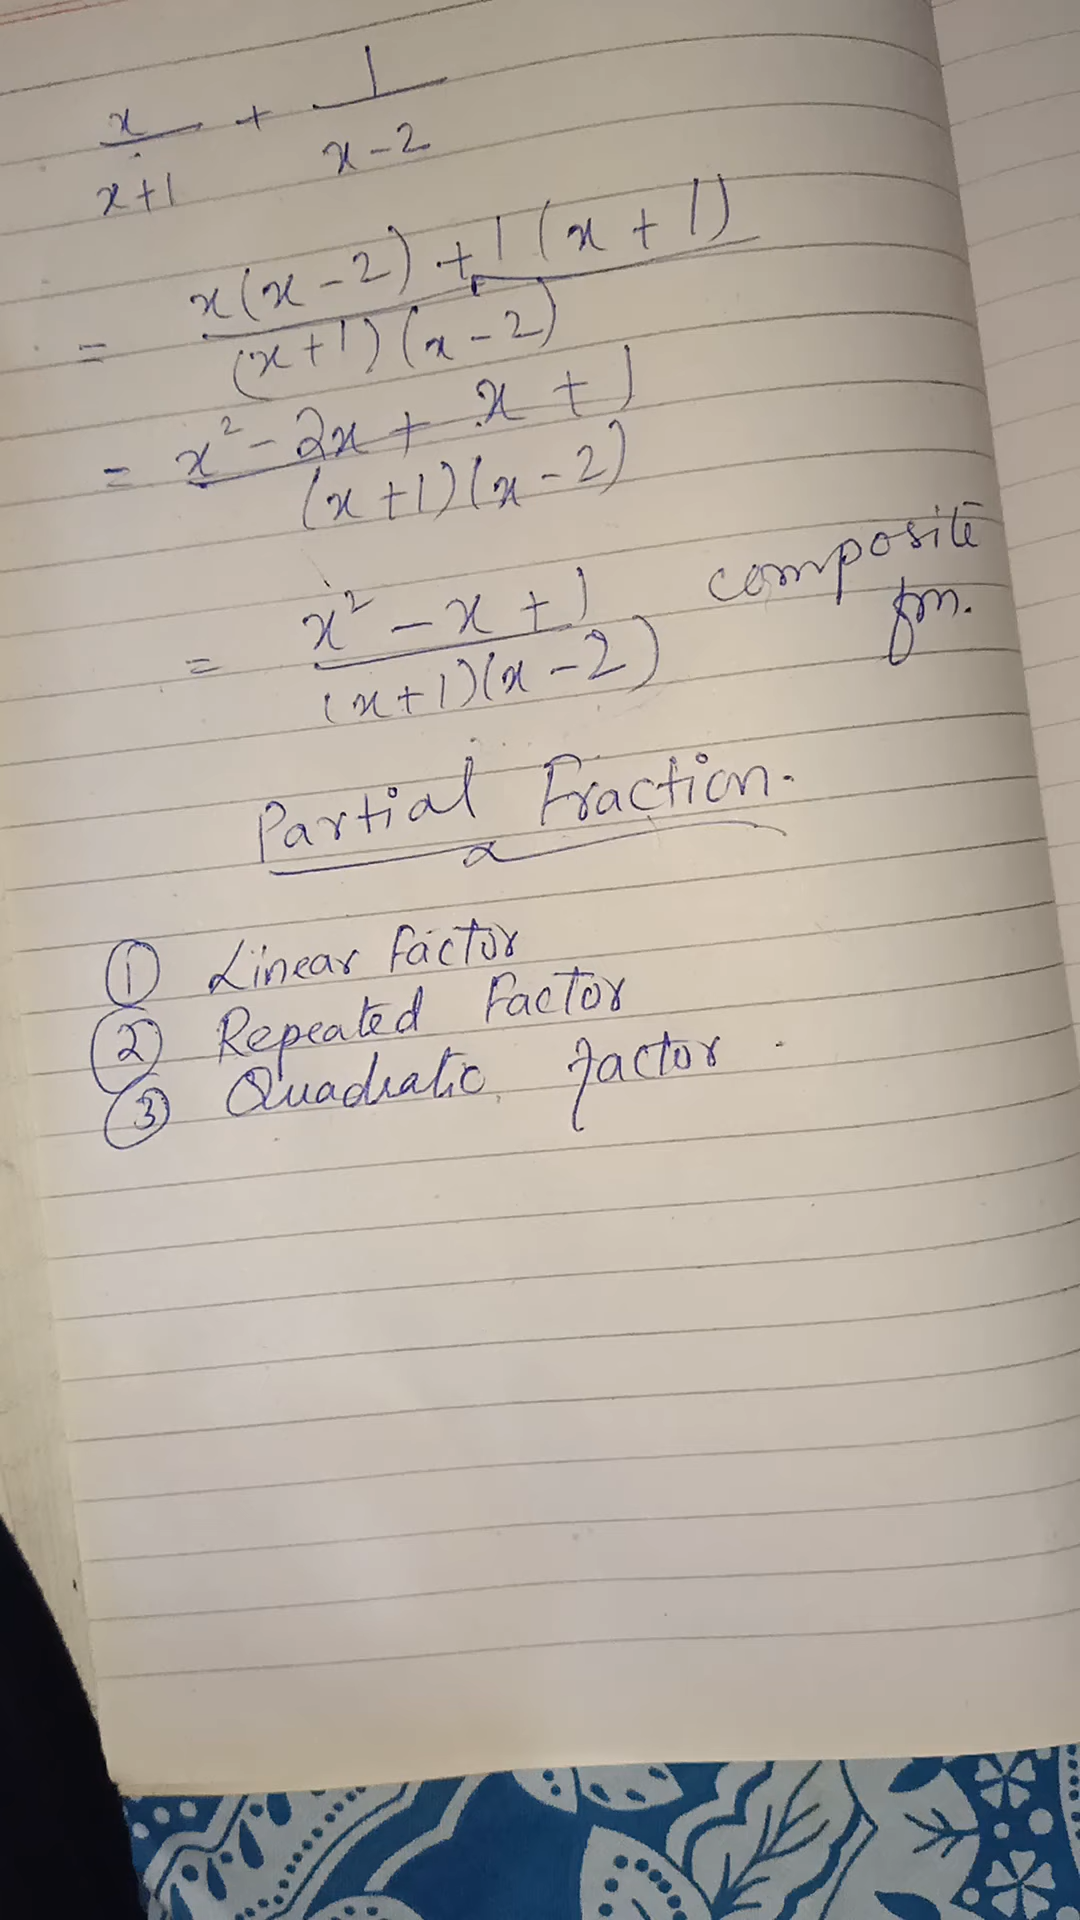 x/x+1 + 1/x-2
= x(x-2)+1(x+1)/(x+1)(x-2)
= x²-2x+x+1/(x+1)(x-2)
= x²-x+1/(x+1)(x-2) composite fn.
Partial Fraction.
① Linear Factor
② Repeated Factor
③ Quadratic factor.